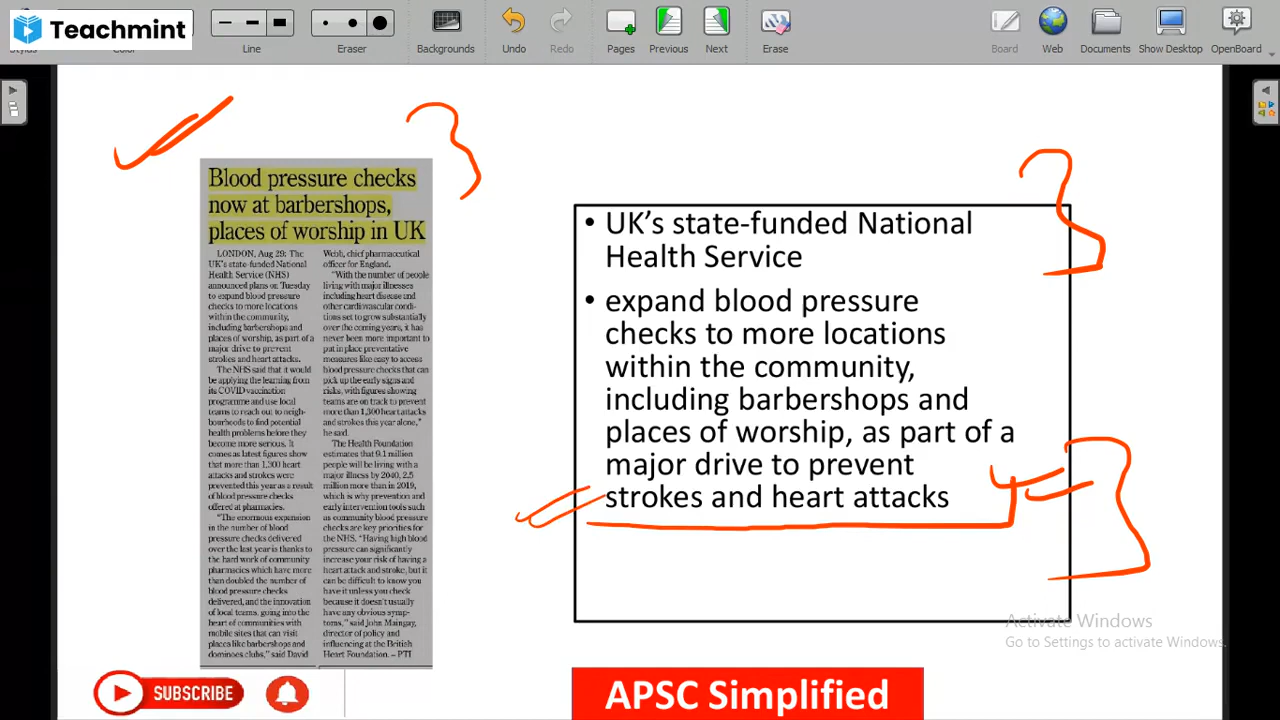 Teachmint
Styles
Color
Line
Eraser
Backgrounds
Undo
Redo
Pages
Previous
Next
Erase
Board
Web
Documents
Show Desktop
OpenBoard
Blood pressure checks
now at barbershops,
places of worship in UK
LONDON, Aug 29: The
UK's state-funded National
Health Service (NHS)
announced plans on Tuesday
to expand blood pressure
checks to more locations
within the community,
including barbershops and
places of worship, as part of a
major drive to prevent
strokes and heart attacks.
The NHS said that it would
be applying the learning from
its COVID vaccination
programme and use local
teams to reach out to neigh-
bourhoods to find potential
health problems before they
become more serious. It
comes as latest figures show
that more than 1,300 heart
attacks and strokes were
prevented this year as a result
of blood pressure checks
offered at pharmacies.
"The enormous expansion
in the number of blood
pressure checks delivered
over the last year is thanks to
the hard work of community
pharmacies which have more
than doubled the number of
blood pressure checks
delivered, and the innovation
of local teams, going into the
heart of communities with
mobile sites that can visit
places like barbershops and
dominoes clubs," said David
Webb, chief pharmaceutical
officer for England.
"With the number of people
living with major illnesses
including heart disease and
other cardiovascular condi-
tions set to grow substantially
over the coming years, it has
never been more important to
put in place preventative
measures like easy to access
blood pressure checks that can
pick up the early signs and
risks, with figures showing
teams are on track to prevent
more than 1,300 heart attacks
and strokes this year alone,"
he said.
The Health Foundation
estimates that 9.1 million
people will be living with a
major illness by 2040, 2.5
million more than in 2019,
which is why prevention and
early intervention tools such
as community blood pressure
checks are key priorities for
the NHS. "Having high blood
pressure can significantly
increase your risk of having a
heart attack and stroke, but it
can be difficult to know you
have it unless you check
because it doesn't usually
have any obvious symp-
toms," said John Maingay,
director of policy and
influencing at the British
Heart Foundation. – PTI
• UK's state-funded National
Health Service
• expand blood pressure
checks to more locations
within the community,
including barbershops and
places of worship, as part of a
major drive to prevent
strokes and heart attacks
Activate Windows
Go to Settings to activate Windows.
SUBSCRIBE
APSC Simplified